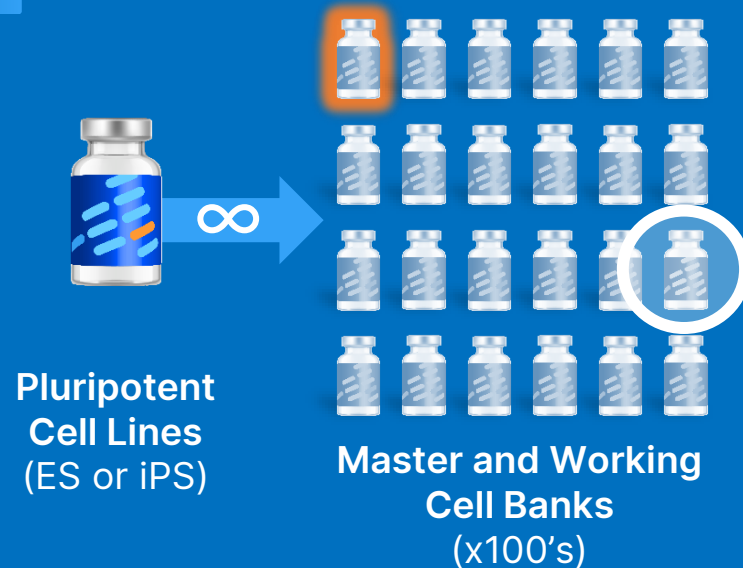 ∞
Pluripotent
Cell Lines
(ES or iPS)
Master and Working
Cell Banks
(x100’s)